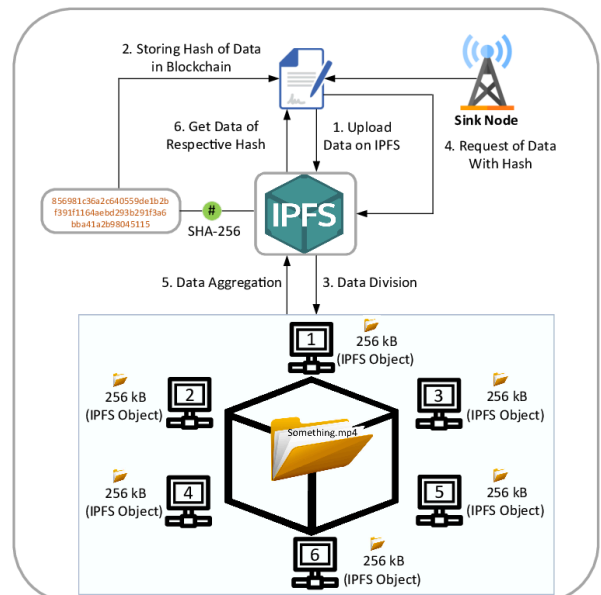 2. Storing Hash of Data
in Blockchain
Sink Node
6. Get Data of
Respective Hash
1. Upload
Data on IPFS
4. Request of Data
With Hash
856981c36a2c640559de1b2b
f391f1164aebd293b291f3a6
bba41a2b98045115
#
SHA-256
IPFS
5. Data Aggregation
3. Data Division
1
256 kB
(IPFS Object)
2
256 kB
(IPFS Object)
3
256 kB
(IPFS Object)
Something.mp4
4
256 kB
(IPFS Object)
5
256 kB
(IPFS Object)
6
256 kB
(IPFS Object)